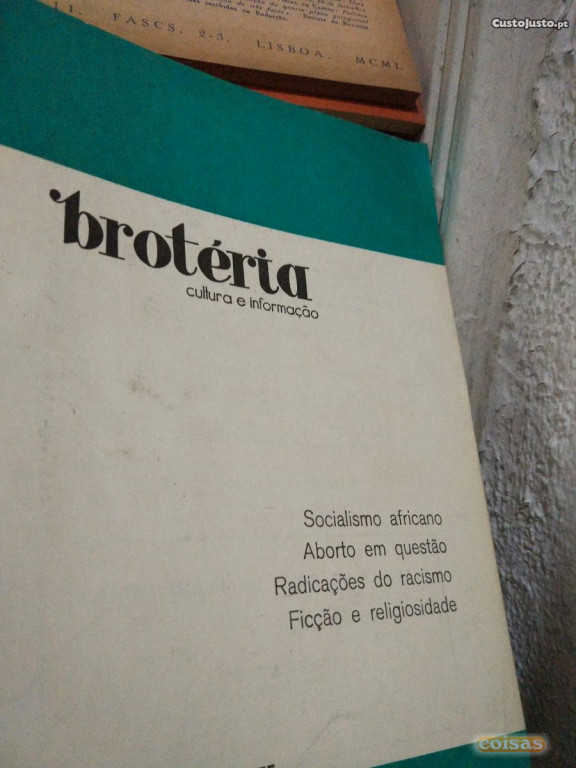 CustoJusto.pt
LI. FASCS. 2-3. LISBOA. MCML
brotéria
cultura e informação
Socialismo africano
Aborto em questão
Radicações do racismo
Ficção e religiosidade
coisas